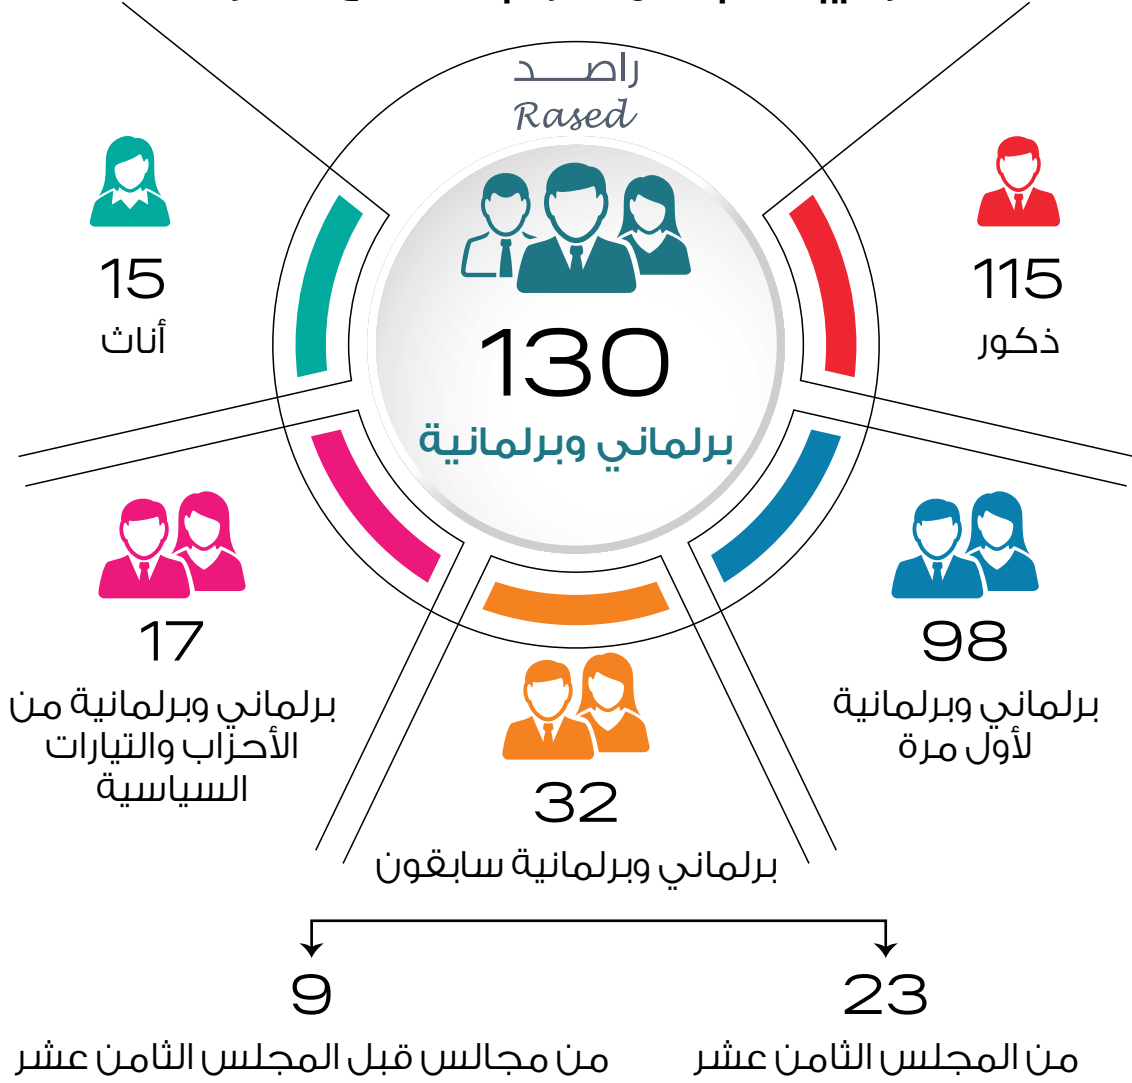 راصد
Rased
130
برلماني وبرلمانية
115
ذكور
15
أناث
98
برلماني وبرلمانية
لأول مرة
17
برلماني وبرلمانية من
الأحزاب والتيارات
السياسية
32
برلماني وبرلمانية سابقون
23
من المجلس الثامن عشر
9
من مجالس قبل المجلس الثامن عشر